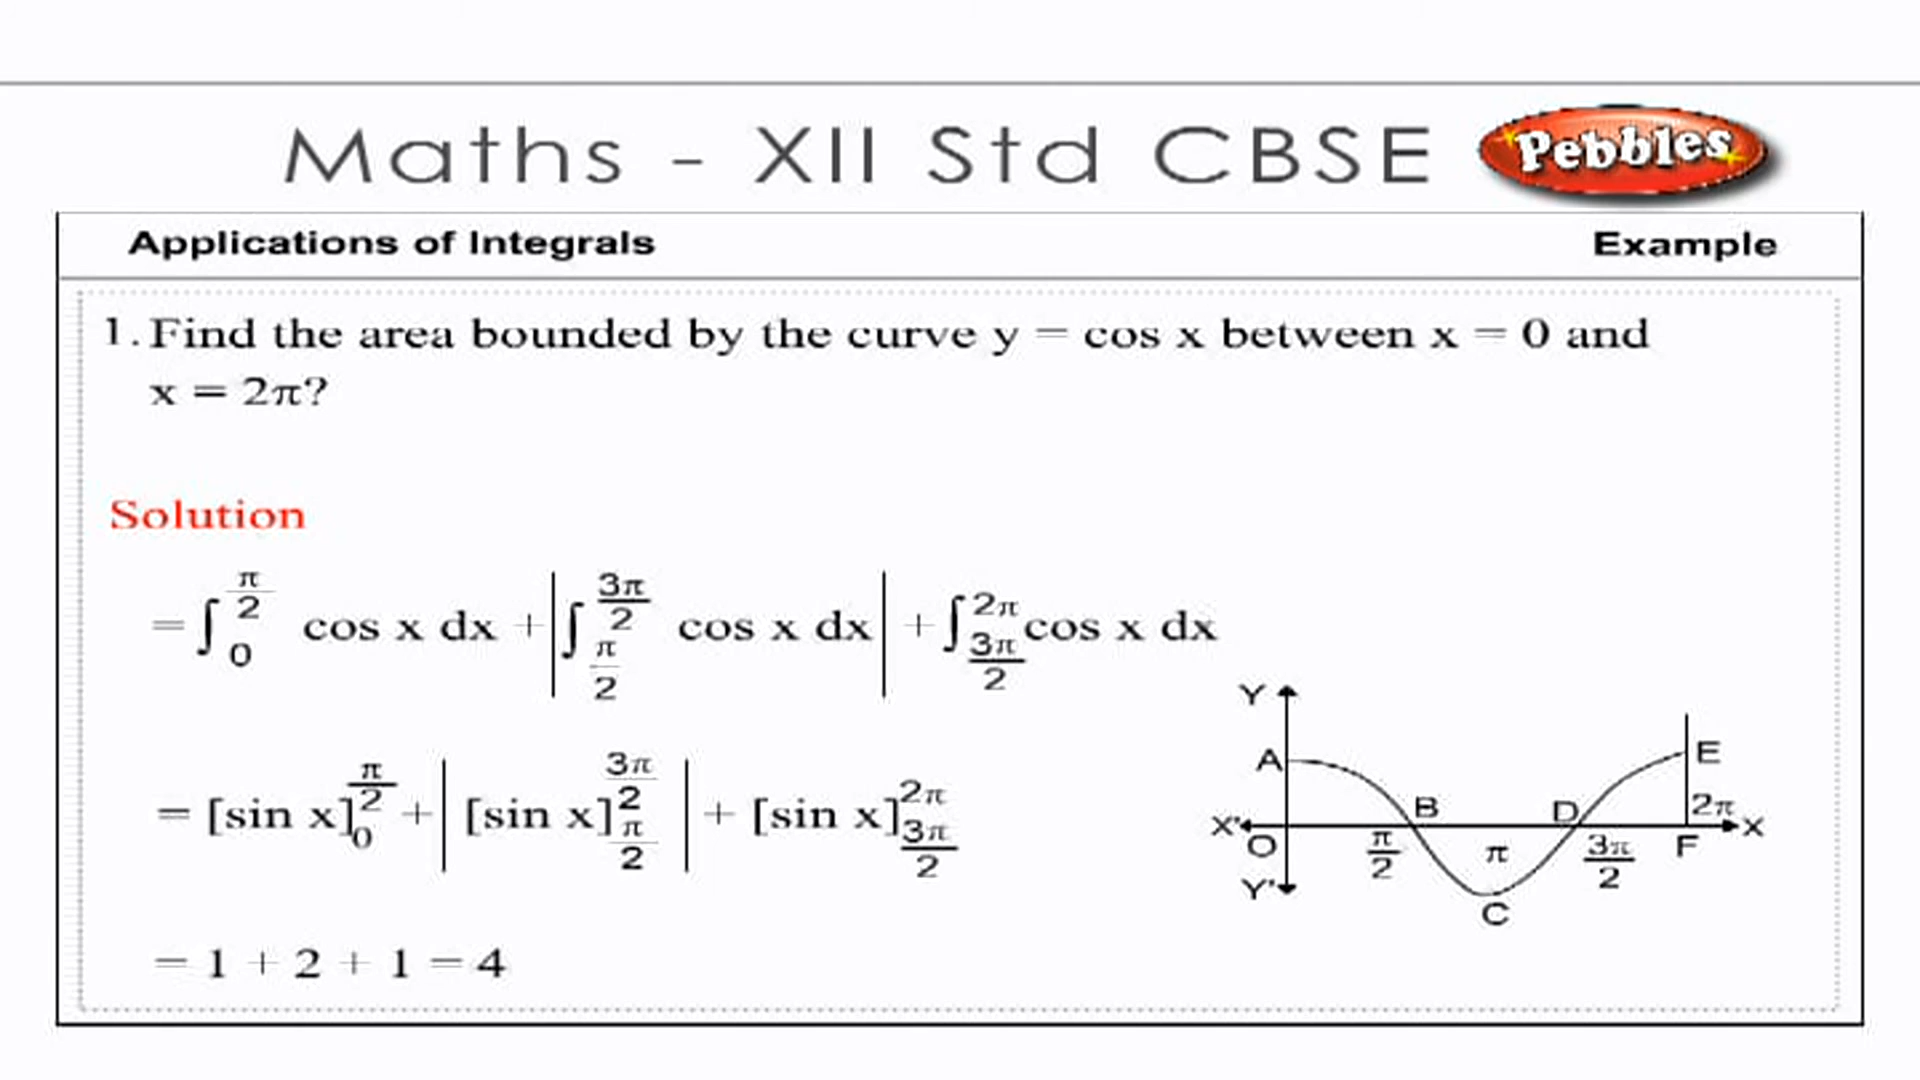 Maths - XII Std CBSE Pebbles
Applications of Integrals Example
1. Find the area bounded by the curve y = cos x between x = 0 and
x = 2π?
Solution
= ∫₀^(π/2) cos x dx + |∫_(π/2)^(3π/2) cos x dx| + ∫_(3π/2)^(2π) cos x dx
= [sin x]₀^(π/2) + |[sin x]_(π/2)^(3π/2)| + [sin x]_(3π/2)^(2π)
= 1 + 2 + 1 = 4
Y
A E
B D 2π
X' X
O π/2 π 3π/2 F
Y'
C